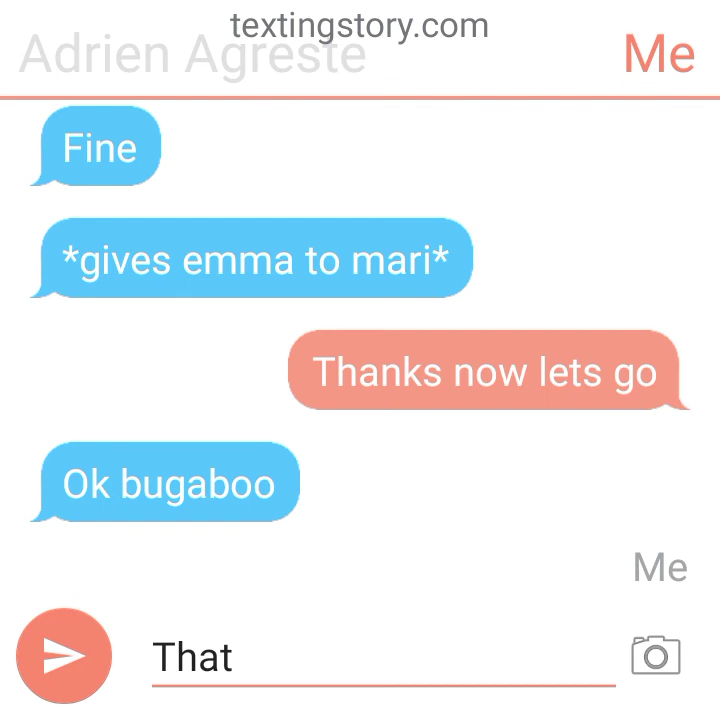 textingstory.com
Adrien Agreste
Me
Fine
*gives emma to mari*
Thanks now lets go
Ok bugaboo
Me
That